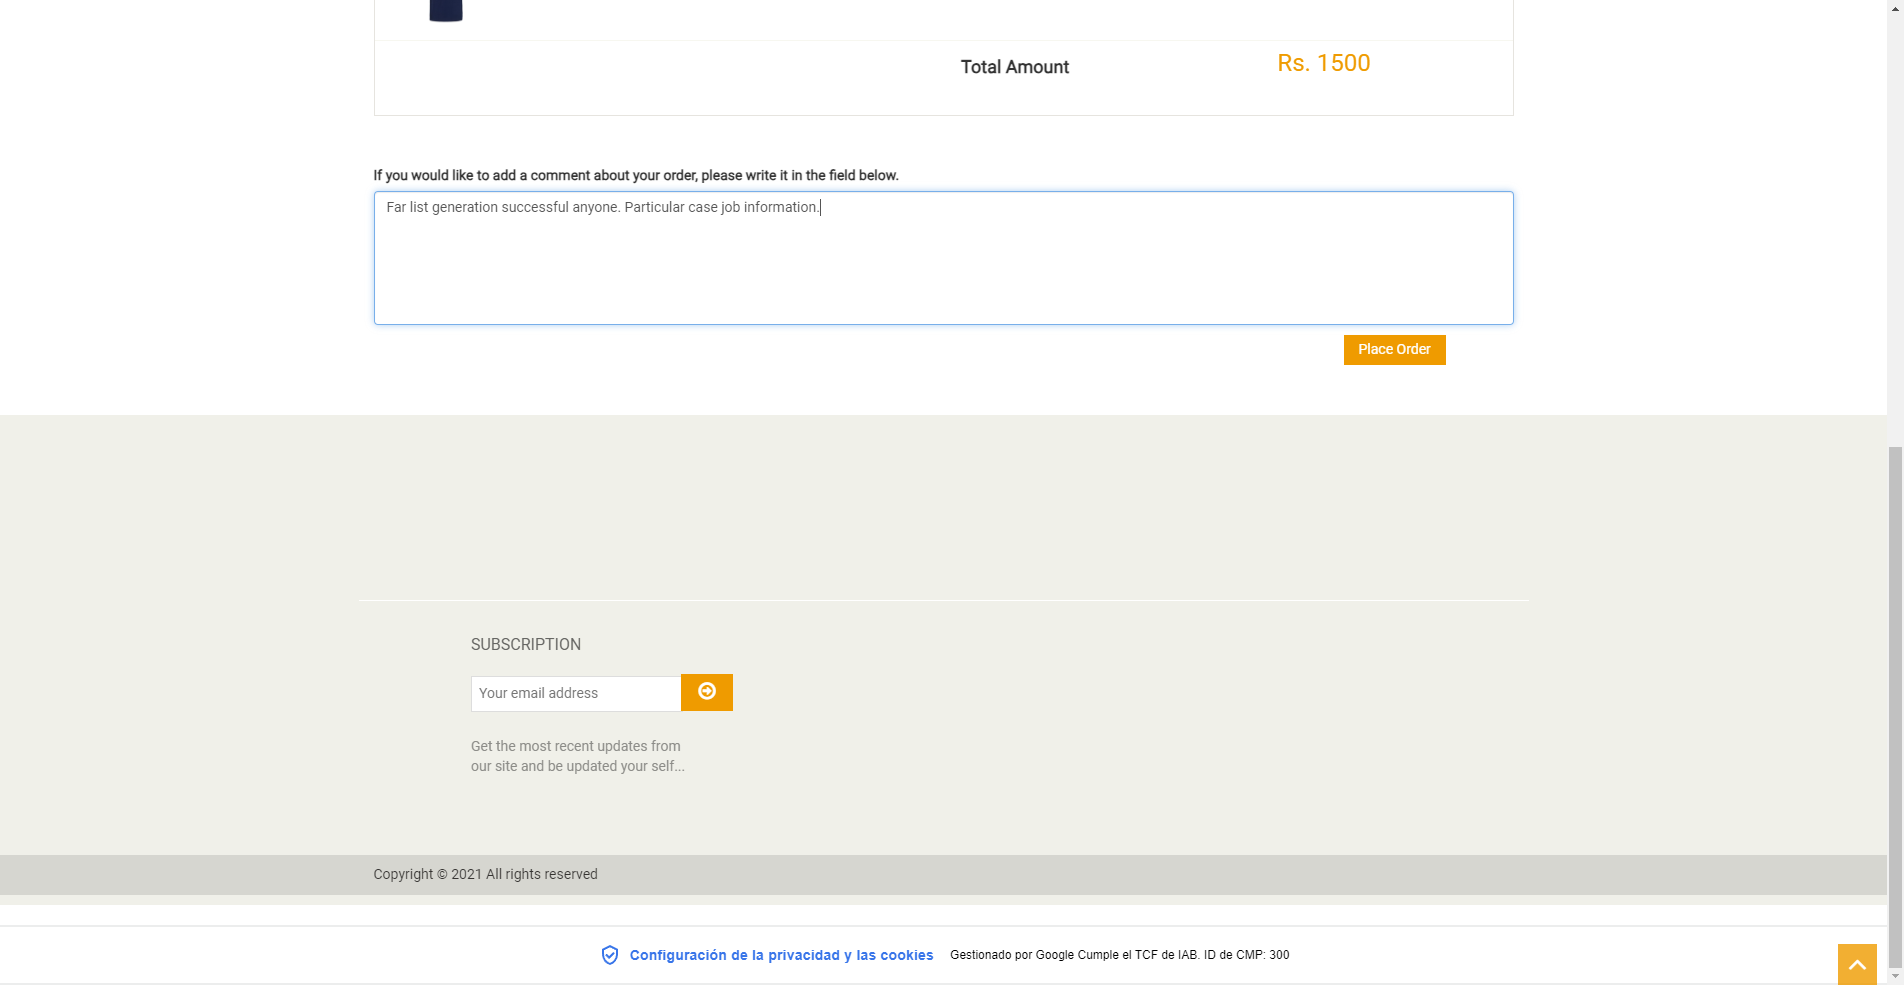 Total Amount
Rs. 1500
If you would like to add a comment about your order, please write it in the field below.
Far list generation successful anyone. Particular case job information.
Place Order
SUBSCRIPTION
Your email address
Get the most recent updates from
our site and be updated your self...
Copyright © 2021 All rights reserved
Configuración de la privacidad y las cookies
Gestionado por Google Cumple el TCF de IAB. ID de CMP: 300